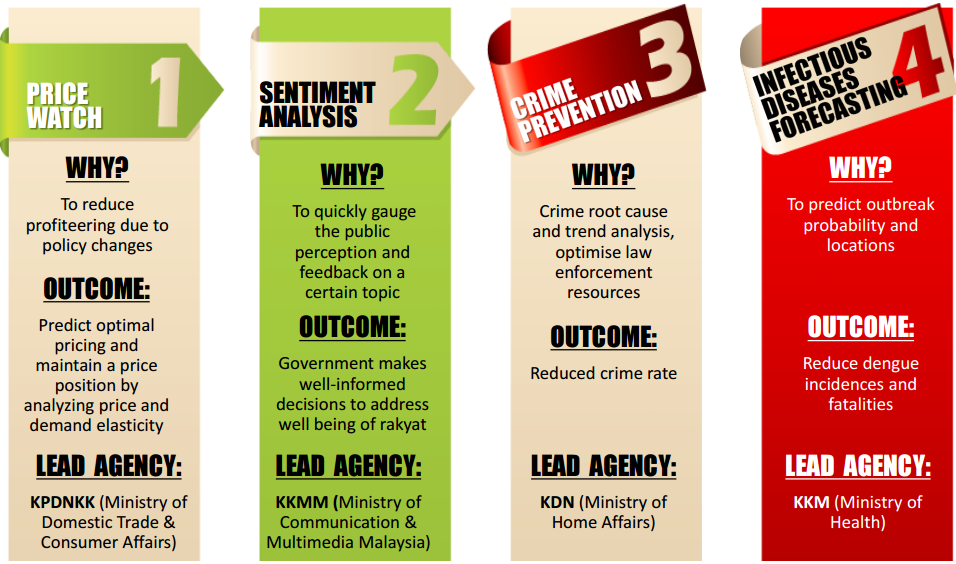 PRICE
WATCH
1
WHY?
To reduce
profiteering due to
policy changes
OUTCOME:
Predict optimal
pricing and
maintain a price
position by
analyzing price and
demand elasticity
LEAD AGENCY:
KPDNKK (Ministry of
Domestic Trade &
Consumer Affairs)
SENTIMENT
ANALYSIS
2
WHY?
To quickly gauge
the public
perception and
feedback on a
certain topic
OUTCOME:
Government makes
well-informed
decisions to address
well being of rakyat
LEAD AGENCY:
KKMM (Ministry of
Communication &
Multimedia Malaysia)
CRIME
PREVENTION
3
WHY?
Crime root cause
and trend analysis,
optimise law
enforcement
resources
OUTCOME:
Reduced crime rate
LEAD AGENCY:
KDN (Ministry of
Home Affairs)
INFECTIOUS
DISEASES
FORECASTING
4
WHY?
To predict outbreak
probability and
locations
OUTCOME:
Reduce dengue
incidences and
fatalities
LEAD AGENCY:
KKM (Ministry of
Health)